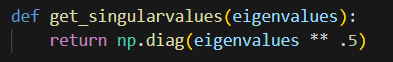 def get_singularvalues(eigenvalues):
    return np.diag(eigenvalues ** .5)